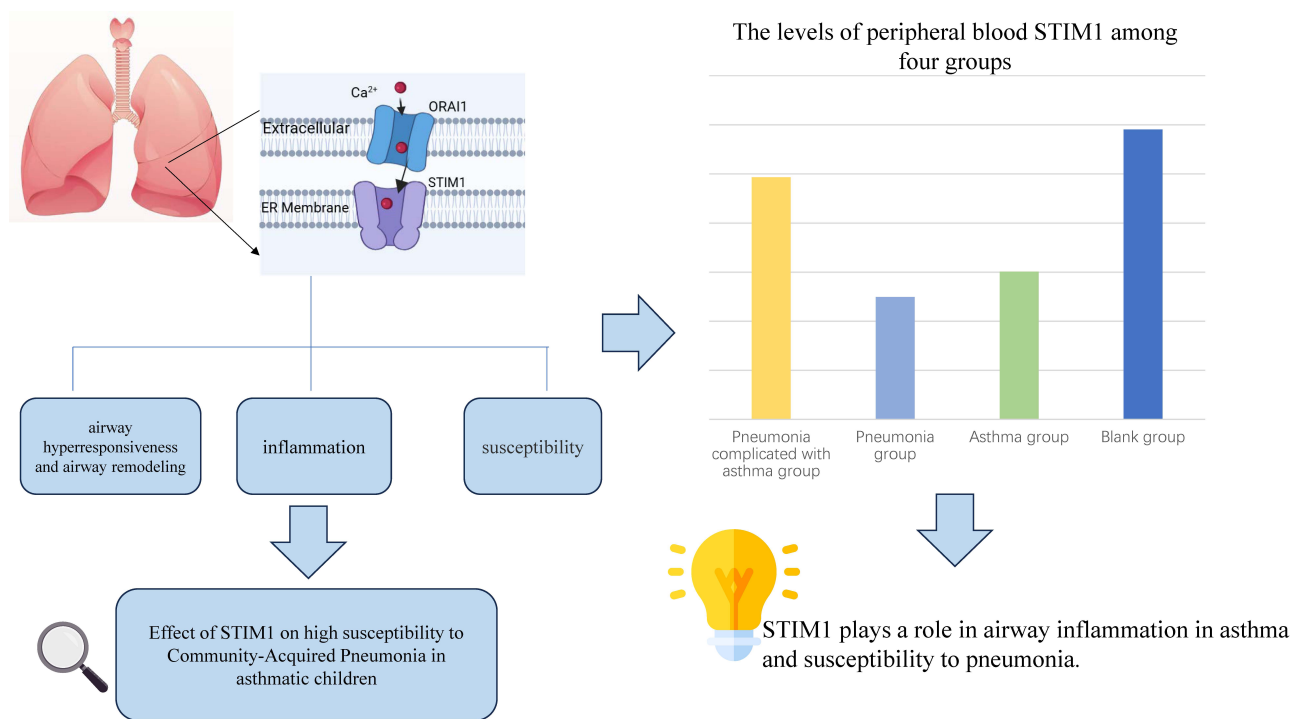 Ca²⁺
ORAI1
Extracellular
STIM1
ER Membrane
airway
hyperresponsiveness
and airway remodeling
inflammation
susceptibility
Effect of STIM1 on high susceptibility to
Community-Acquired Pneumonia in
asthmatic children
The levels of peripheral blood STIM1 among
four groups
Pneumonia
complicated with
asthma group
Pneumonia
group
Asthma group
Blank group
STIM1 plays a role in airway inflammation in asthma
and susceptibility to pneumonia.